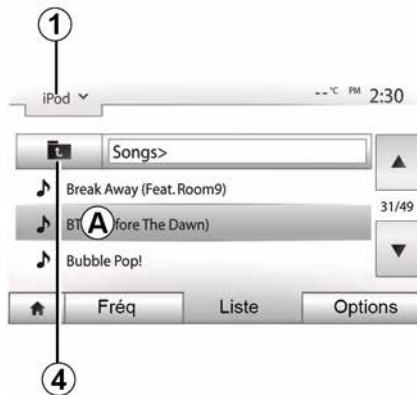 1
iPod
--°C PM 2:30
Songs>
Break Away (Feat. Room9)
31/49
BT A fore The Dawn)
Bubble Pop!
Fréq Liste Options
4